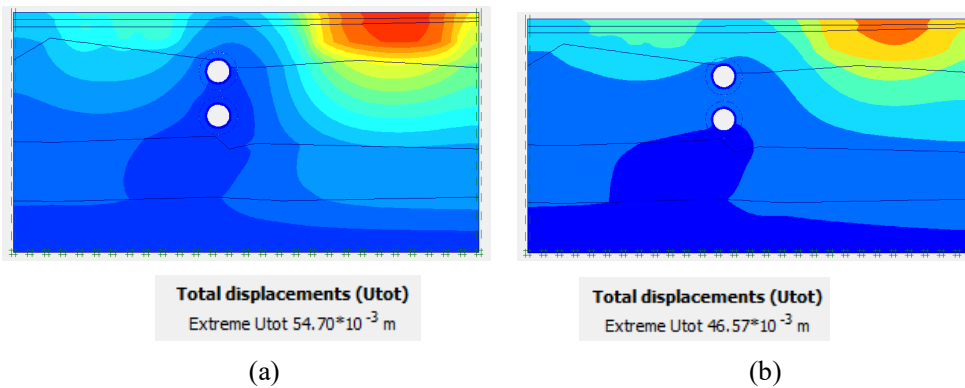 Total displacements (Utot)
Extreme Utot 54.70*10 -3 m
Total displacements (Utot)
Extreme Utot 46.57*10 -3 m
(a)
(b)